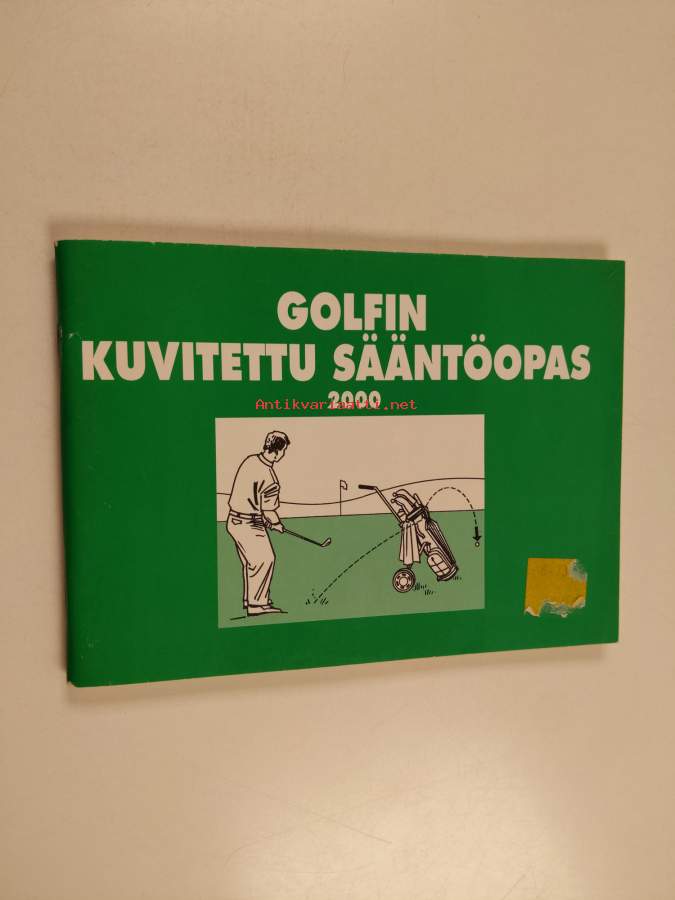 GOLFIN
KUVITETTU SÄÄNTÖOPAS
2000
Antikvariaatti.net